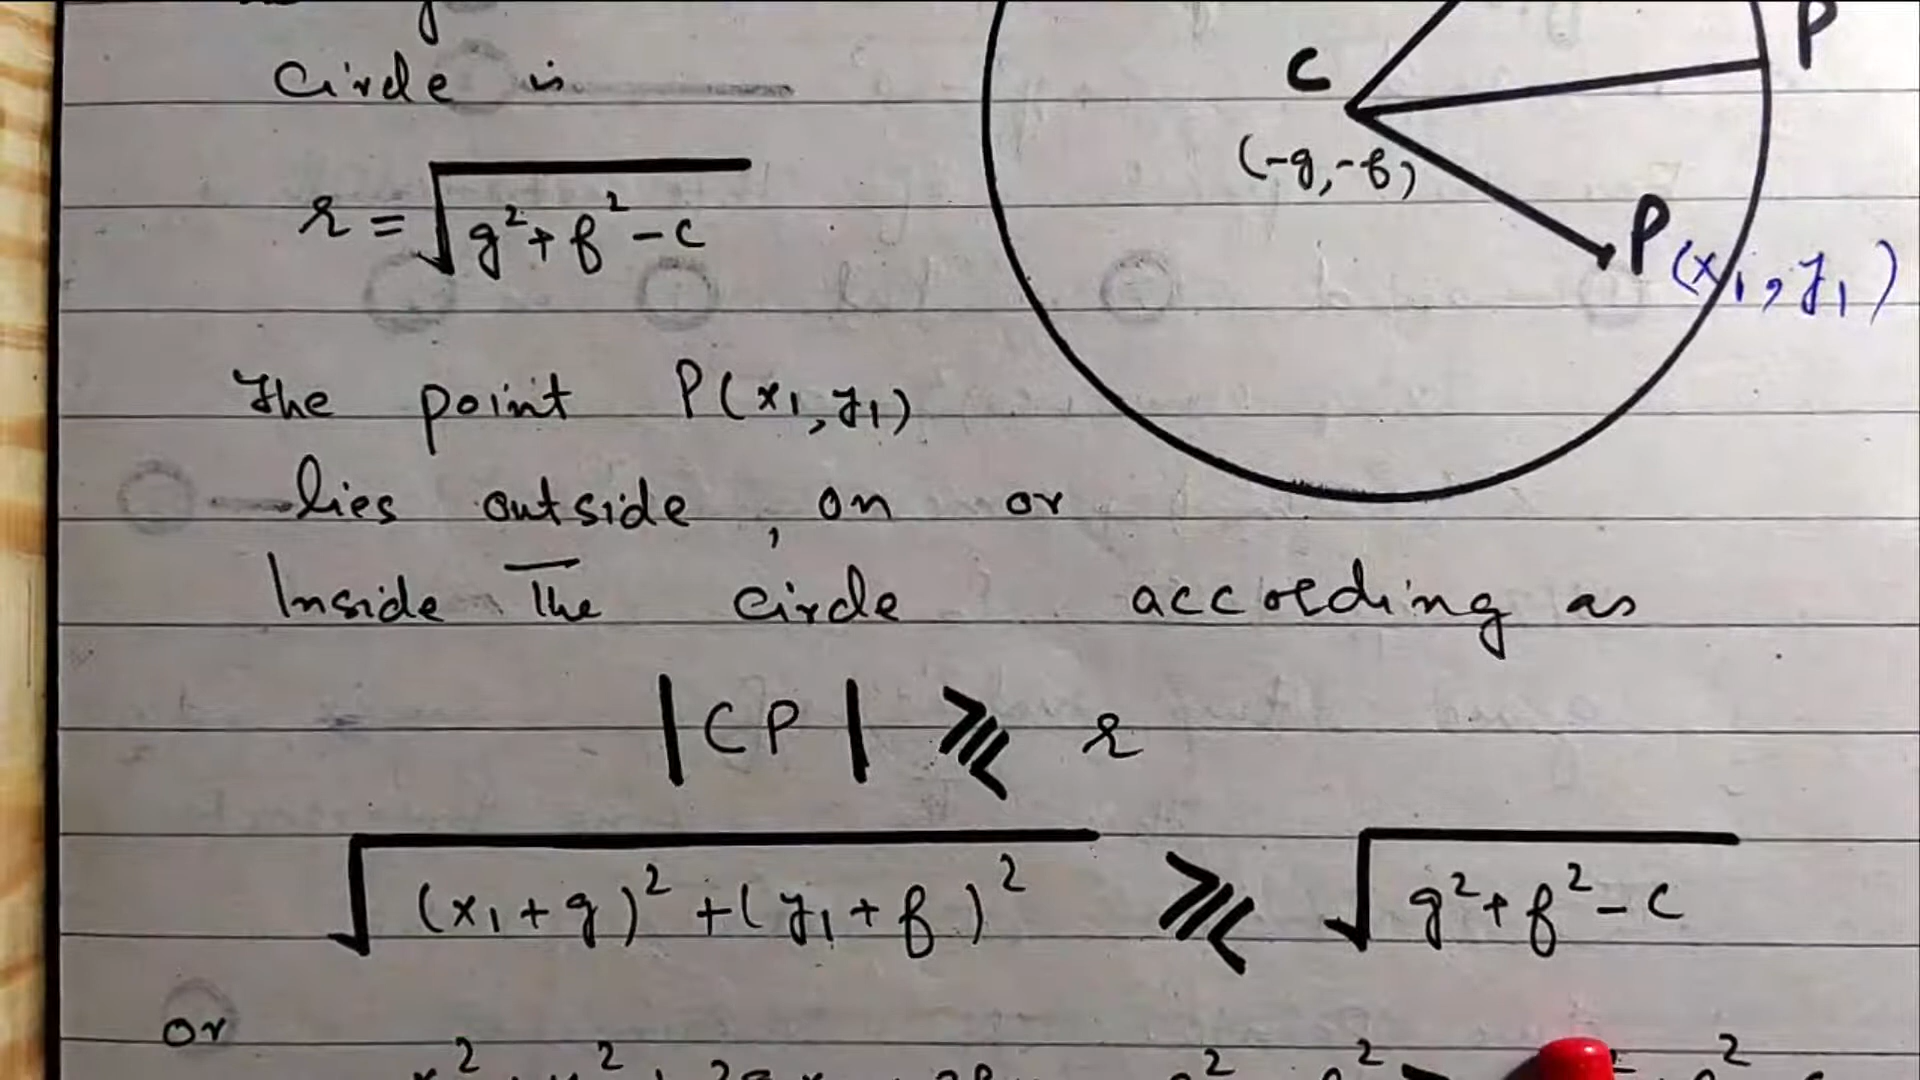 Circle is
r = √g²+f²-c
C
(-g,-f)
P
P(x₁, y₁)
The point P(x₁, y₁)
lies outside, on or
Inside the circle according as
|CP| ⋛ r
√(x₁+g)²+(y₁+f)² ⋛ √g²+f²-c
or